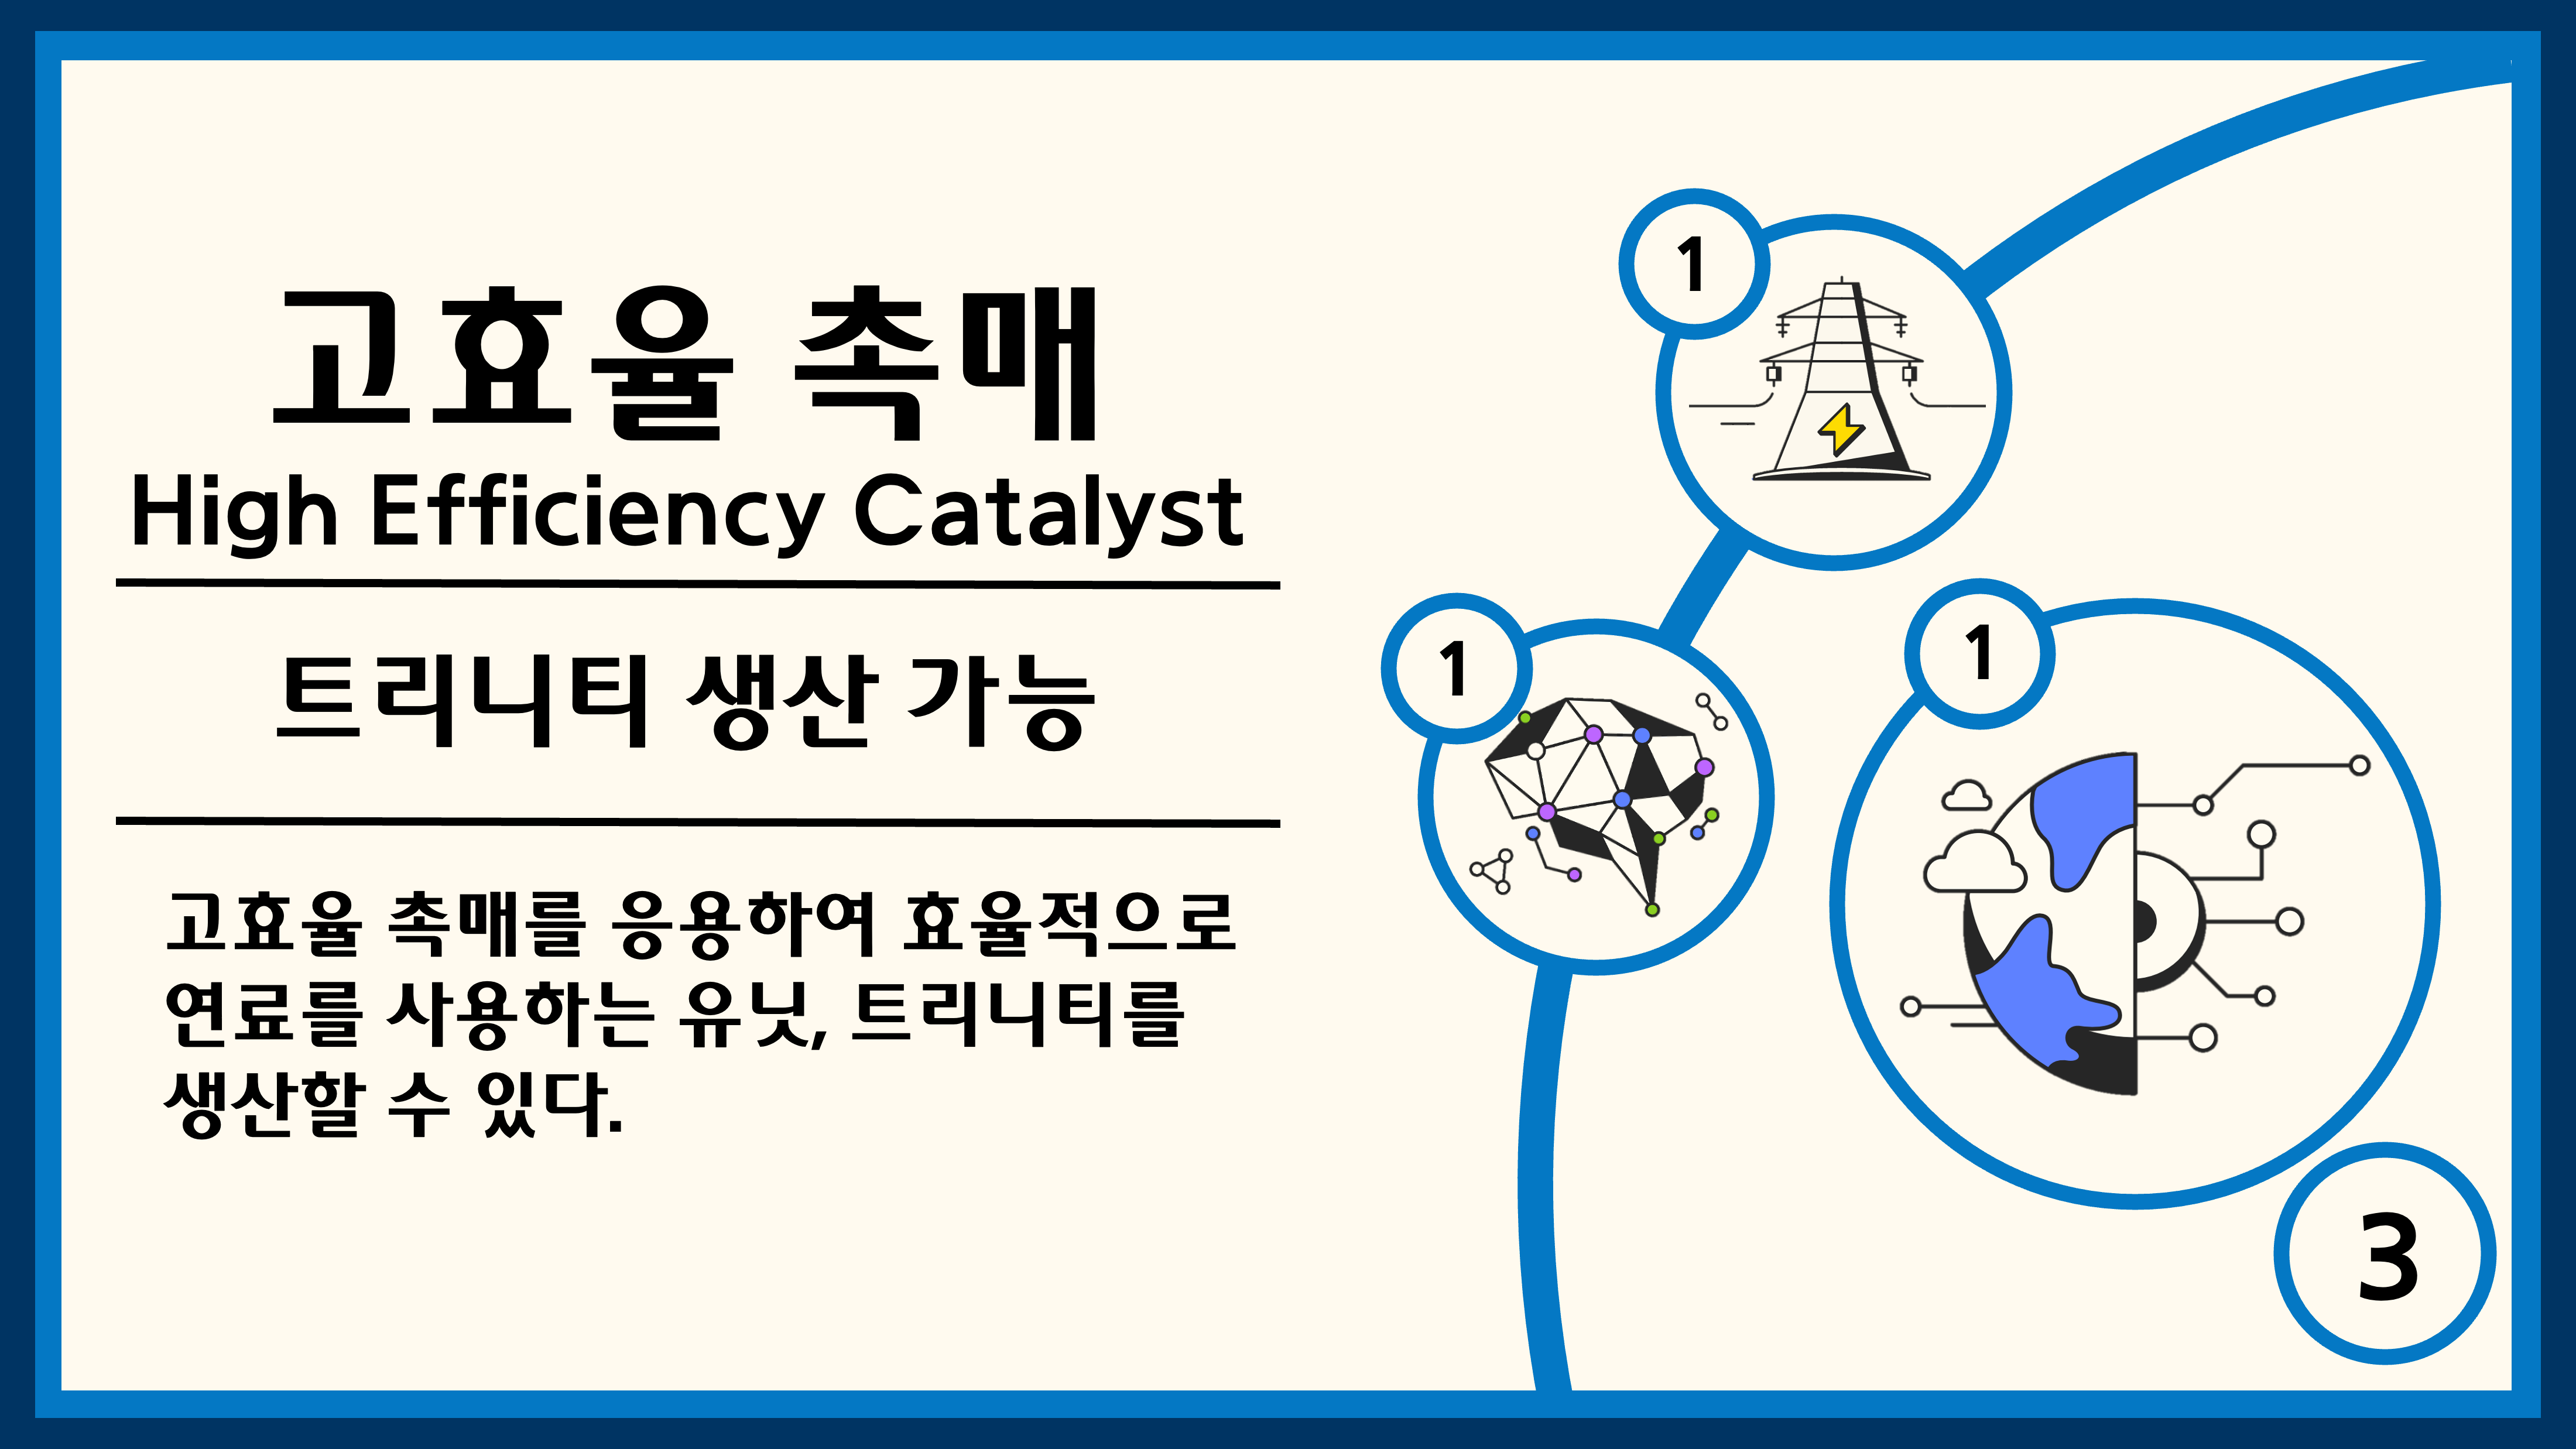 고효율 촉매
High Efficiency Catalyst
트리니티 생산 가능
고효율 촉매를 응용하여 효율적으로
연료를 사용하는 유닛, 트리니티를
생산할 수 있다.
1
1
1
3